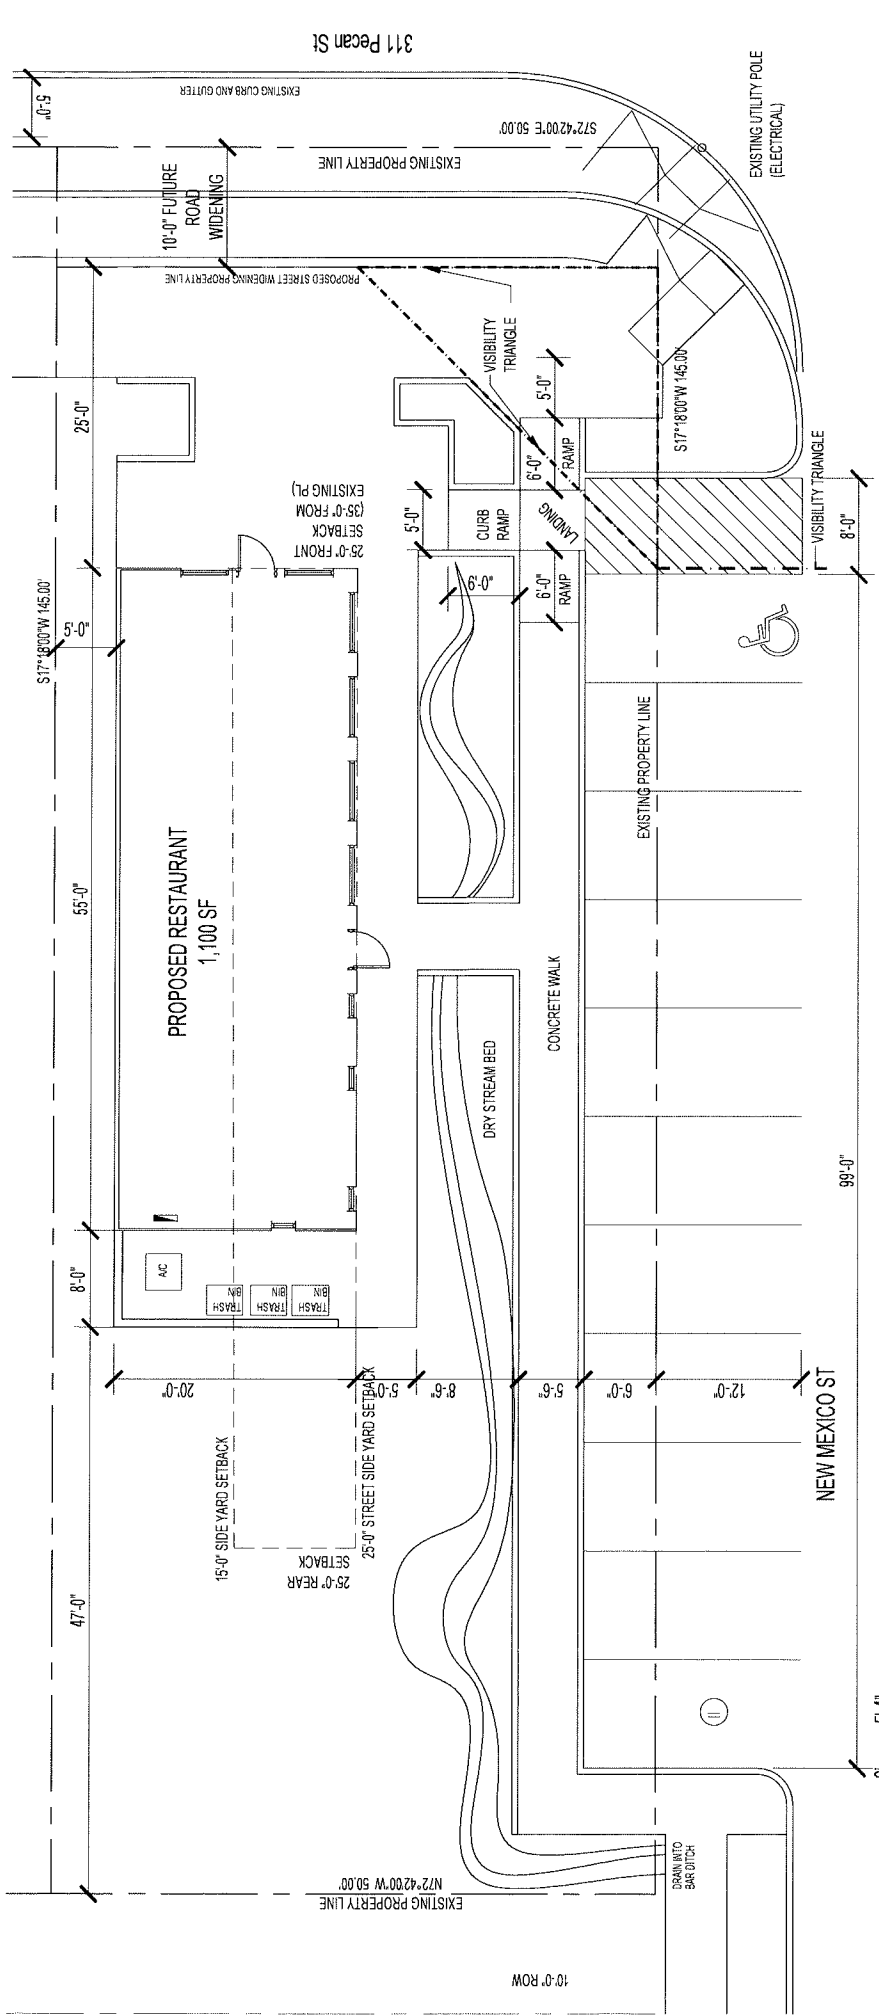 311 Pecan St
5'-0"
EXISTING CURB AND GUTTER
S72°42'00"E 50.00'
EXISTING PROPERTY LINE
EXISTING UTILITY POLE
(ELECTRICAL)
10'-0" FUTURE
ROAD
WIDENING
PROPOSED STREET WIDENING PROPERTY LINE
VISIBILITY
TRIANGLE
25'-0"
5'-0"
S17°18'00"W 145.00'
6'-0"
RAMP
25'-0" FRONT
SETBACK
(35'-0" FROM
EXISTING PL)
5'-0"
CURB
RAMP
LANDING
VISIBILITY TRIANGLE
8'-0"
S17°18'00"W 145.00'
5'-0"
6'-0"
6'-0"
RAMP
EXISTING PROPERTY LINE
PROPOSED RESTAURANT
1,100 SF
55'-0"
CONCRETE WALK
DRY STREAM BED
99'-0"
8'-0"
A/C
TRASH
BIN
TRASH
BIN
TRASH
BIN
20'-0"
5'-0"
8'-6"
5'-6"
6'-0"
12'-0"
15'-0" SIDE YARD SETBACK
25'-0" STREET SIDE YARD SETBACK
NEW MEXICO ST
25'-0" REAR
SETBACK
47'-0"
11
DRAIN INTO
BAR DITCH
N72°42'00"W 50.00'
EXISTING PROPERTY LINE
10'-0" ROW